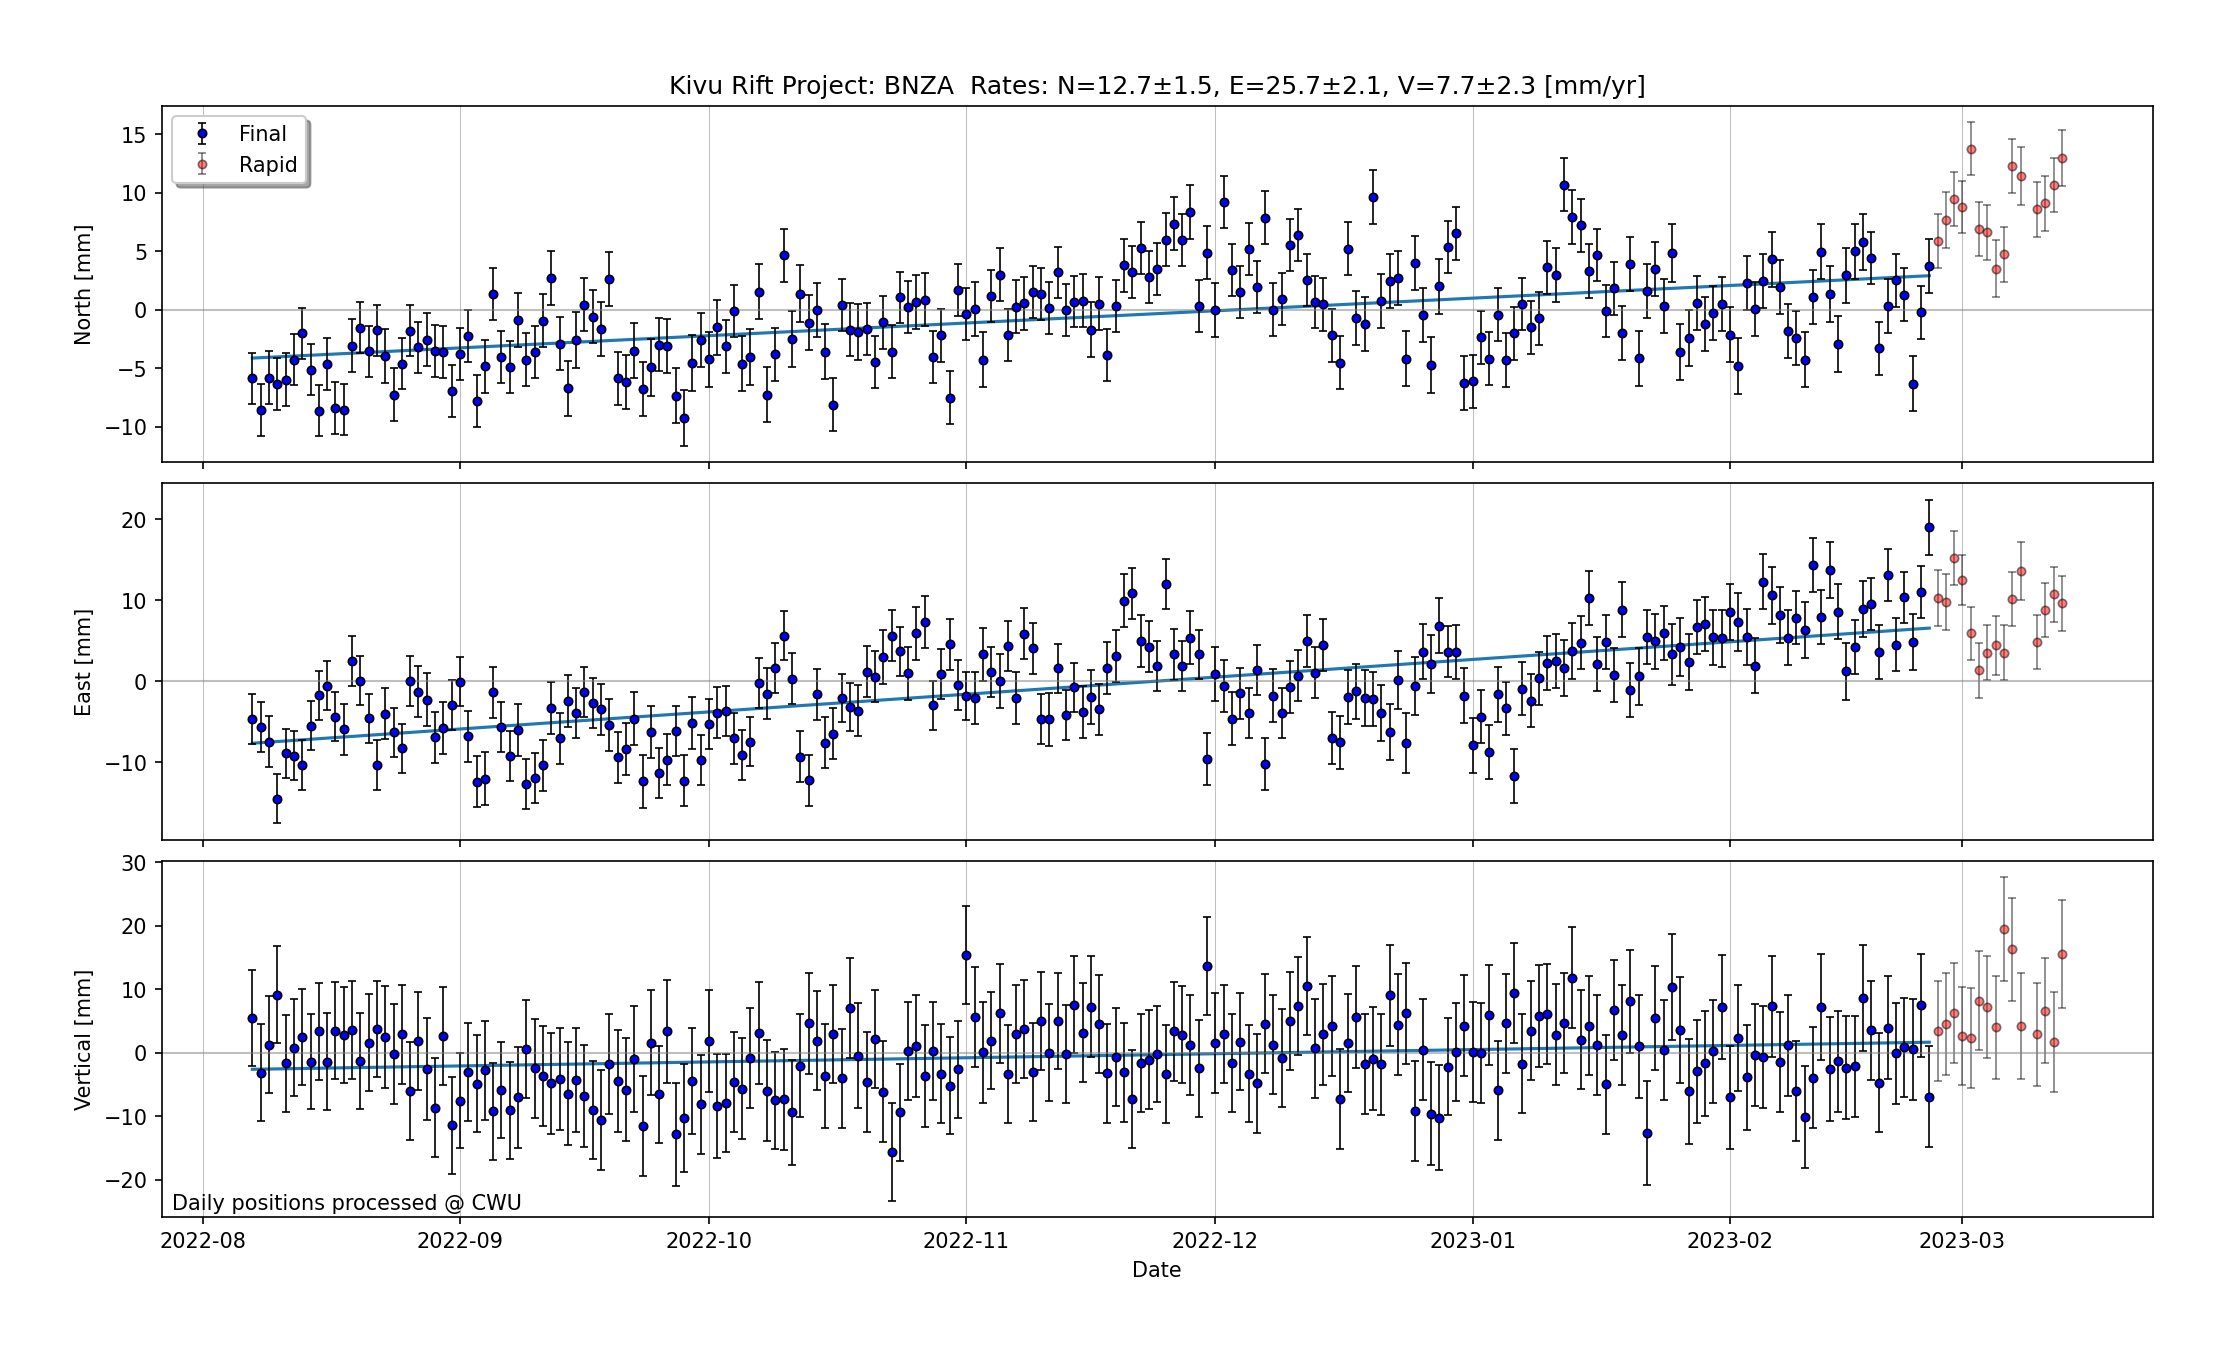 Kivu Rift Project: BNZA  Rates: N=12.7±1.5, E=25.7±2.1, V=7.7±2.3 [mm/yr]
Final
Rapid
North [mm]
15
10
5
0
−5
−10
East [mm]
20
10
0
−10
Vertical [mm]
30
20
10
0
−10
−20
Daily positions processed @ CWU
2022-08 2022-09 2022-10 2022-11 2022-12 2023-01 2023-02 2023-03
Date